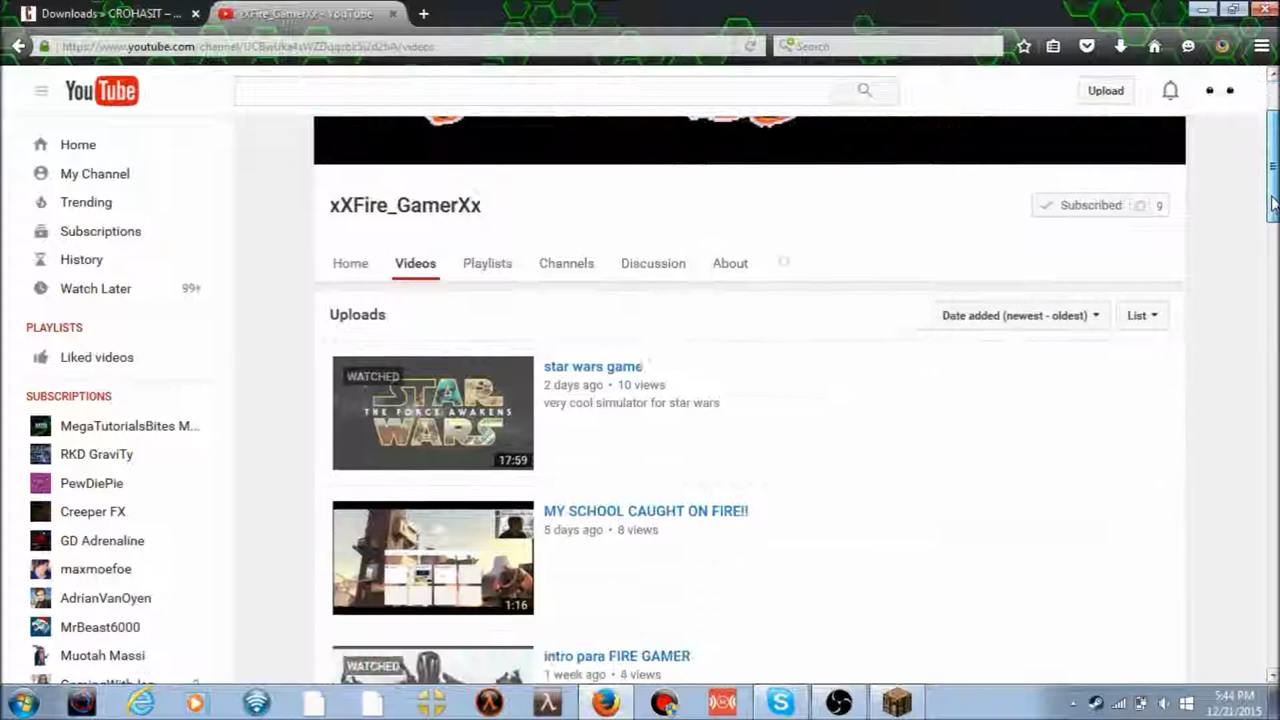 Downloads » CROHASIT – ...
xXFire_GamerXx - YouTube
Search
YouTube
Upload
Home
My Channel
Trending
Subscriptions
History
Watch Later 99+
PLAYLISTS
Liked videos
SUBSCRIPTIONS
MegaTutorialsBites M...
RKD GraviTy
PewDiePie
Creeper FX
GD Adrenaline
maxmoefoe
AdrianVanOyen
MrBeast6000
Muotah Massi
xXFire_GamerXx
Subscribed 9
Home Videos Playlists Channels Discussion About
Uploads
Date added (newest - oldest) List
WATCHED
STAR
THE FORCE AWAKENS
WARS
17:59
star wars game
2 days ago • 10 views
very cool simulator for star wars
1:16
MY SCHOOL CAUGHT ON FIRE!!
5 days ago • 8 views
WATCHED
intro para FIRE GAMER
1 week ago • 8 views
5:44 PM
12/21/2015